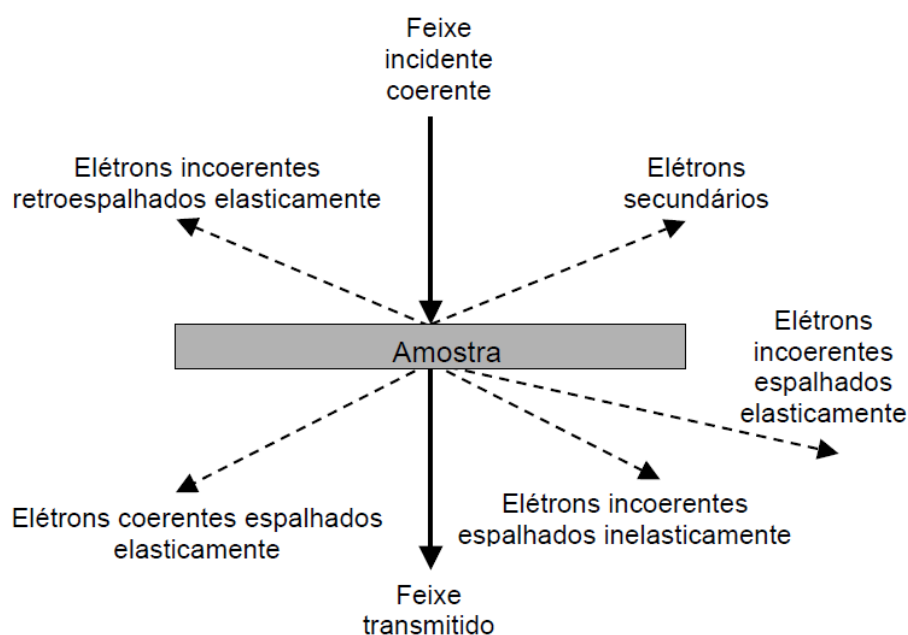 Feixe
incidente
coerente
Elétrons incoerentes
retroespalhados elasticamente
Elétrons
secundários
Amostra
Elétrons
incoerentes
espalhados
elasticamente
Elétrons coerentes espalhados
elasticamente
Elétrons incoerentes
espalhados inelasticamente
Feixe
transmitido